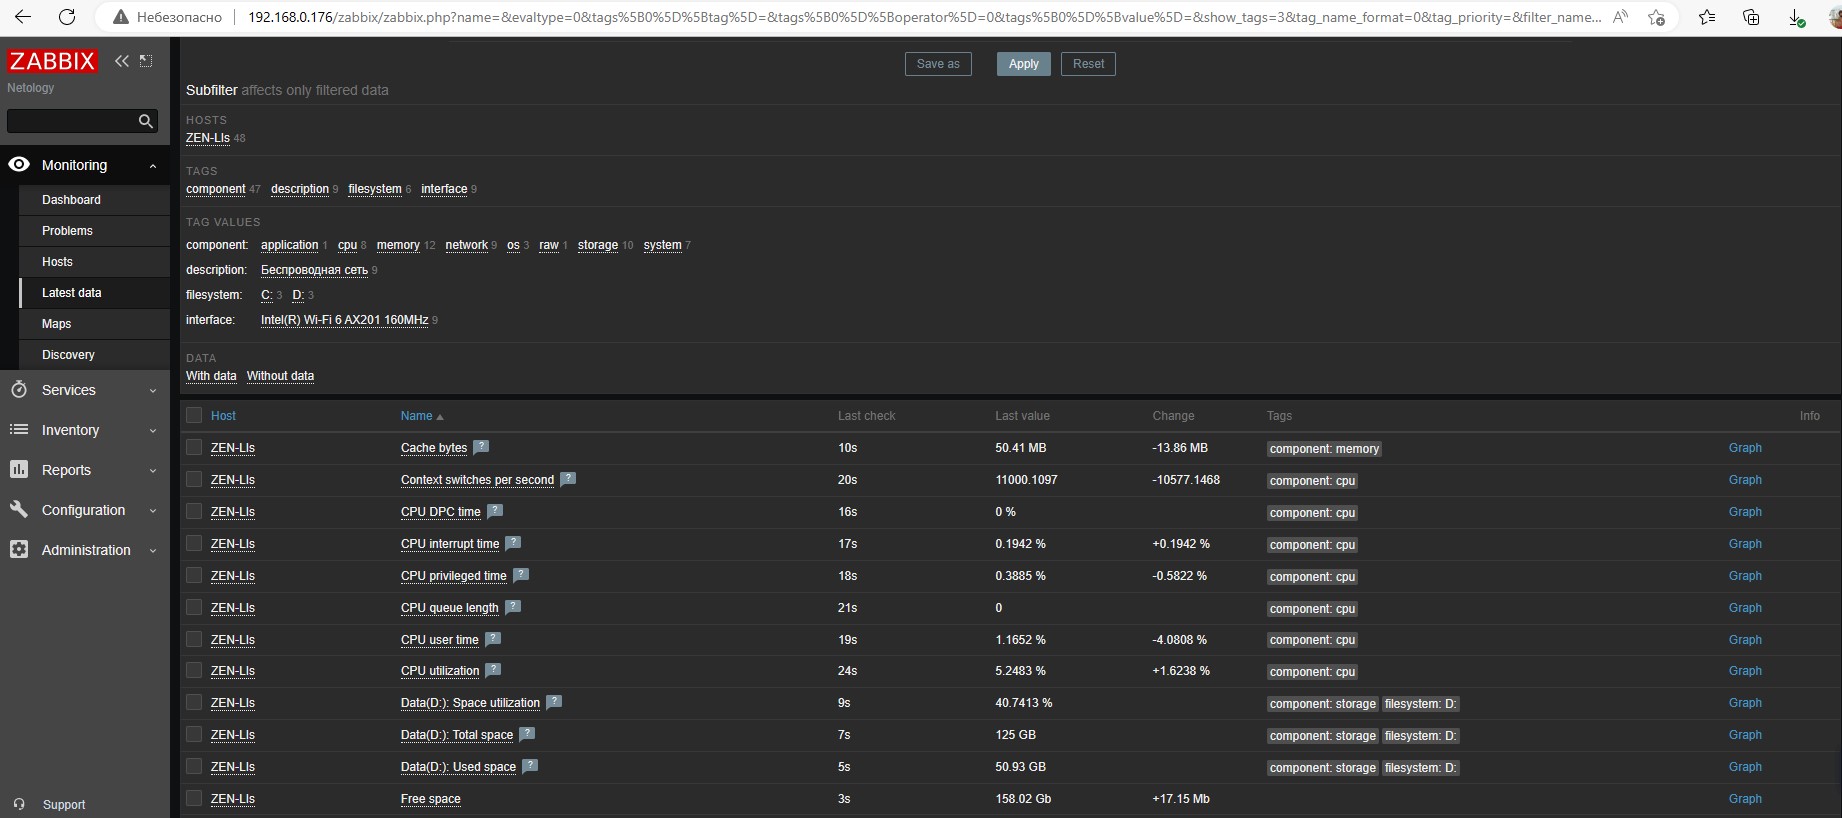 Небезопасно 192.168.0.176/zabbix/zabbix.php?name=&evaltype=0&tags%5B0%5D%5Btag%5D=&tags%5B0%5D%5Boperator%5D=0&tags%5B0%5D%5Bvalue%5D=&show_tags=3&tag_name_format=0&tag_priority=&filter_name...
ZABBIX
Netology
Monitoring
Dashboard
Problems
Hosts
Latest data
Maps
Discovery
Services
Inventory
Reports
Configuration
Administration
Support
Save as Apply Reset
Subfilter affects only filtered data
HOSTS
ZEN-LIs 48
TAGS
component 47 description 9 filesystem 6 interface 9
TAG VALUES
component: application 1 cpu 8 memory 12 network 9 os 3 raw 1 storage 10 system 7
description: Беспроводная сеть 9
filesystem: C: 3 D: 3
interface: Intel(R) Wi-Fi 6 AX201 160MHz 9
DATA
With data Without data
Host Name Last check Last value Change Tags Info
ZEN-LIs Cache bytes ? 10s 50.41 MB -13.86 MB component: memory Graph
ZEN-LIs Context switches per second ? 20s 11000.1097 -10577.1468 component: cpu Graph
ZEN-LIs CPU DPC time ? 16s 0 % component: cpu Graph
ZEN-LIs CPU interrupt time ? 17s 0.1942 % +0.1942 % component: cpu Graph
ZEN-LIs CPU privileged time ? 18s 0.3885 % -0.5822 % component: cpu Graph
ZEN-LIs CPU queue length ? 21s 0 component: cpu Graph
ZEN-LIs CPU user time ? 19s 1.1652 % -4.0808 % component: cpu Graph
ZEN-LIs CPU utilization ? 24s 5.2483 % +1.6238 % component: cpu Graph
ZEN-LIs Data(D:): Space utilization ? 9s 40.7413 % component: storage filesystem: D: Graph
ZEN-LIs Data(D:): Total space ? 7s 125 GB component: storage filesystem: D: Graph
ZEN-LIs Data(D:): Used space ? 5s 50.93 GB component: storage filesystem: D: Graph
ZEN-LIs Free space 3s 158.02 Gb +17.15 Mb Graph